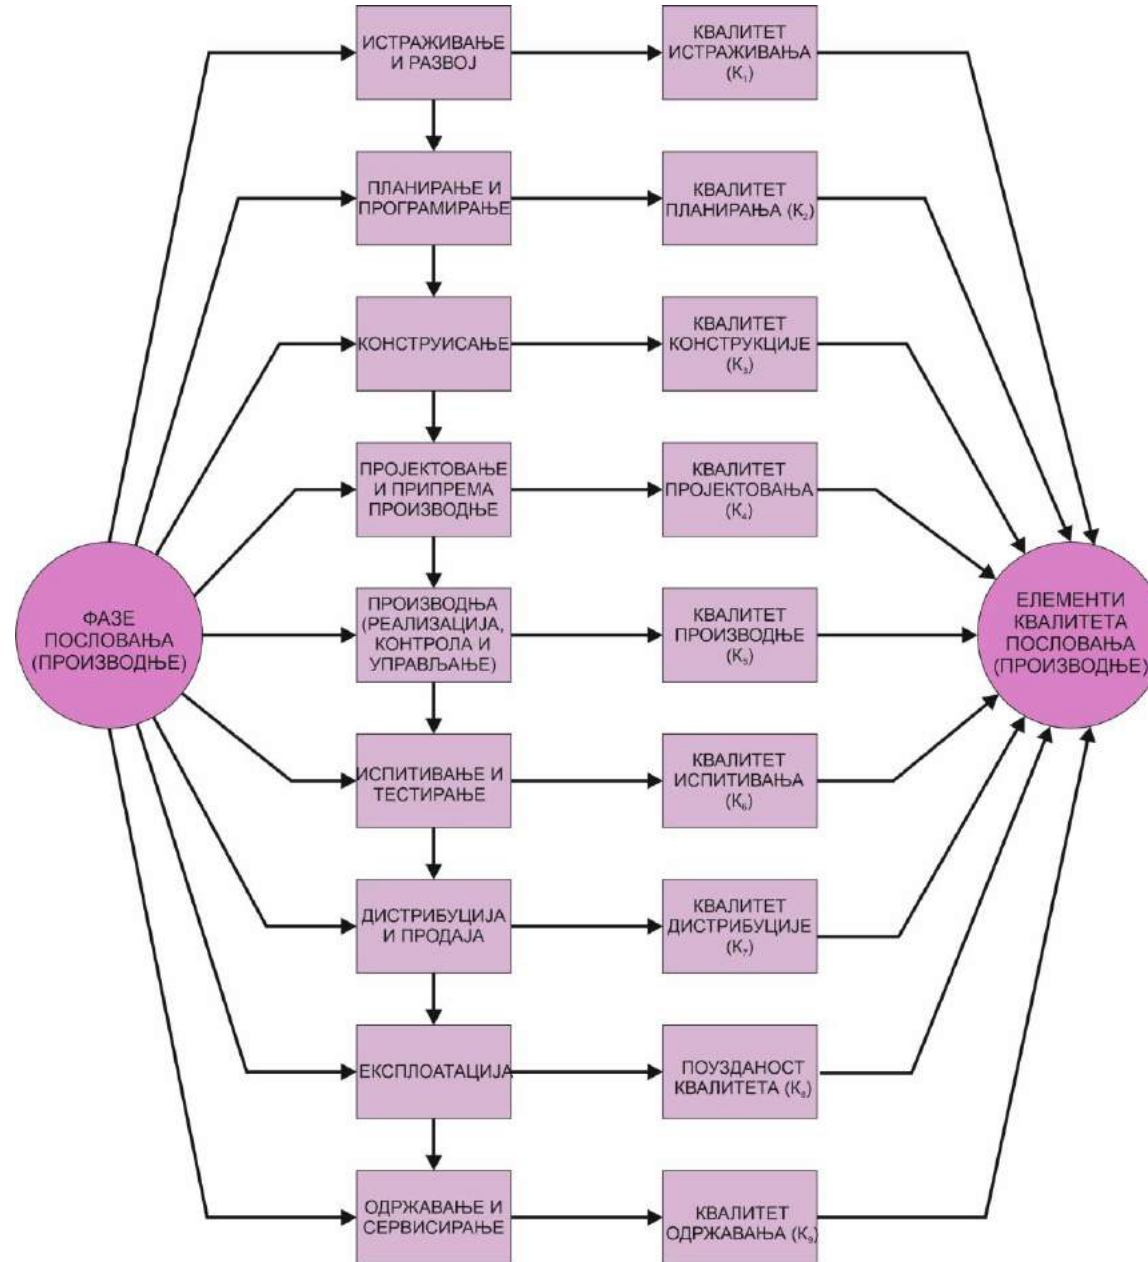 ИСТРАЖИВАЊЕ
И РАЗВОЈ
КВАЛИТЕТ
ИСТРАЖИВАЊА
(К₁)
ПЛАНИРАЊЕ И
ПРОГРАМИРАЊЕ
КВАЛИТЕТ
ПЛАНИРАЊА (К₂)
КОНСТРУИСАЊЕ
КВАЛИТЕТ
КОНСТРУКЦИЈЕ
(К₃)
ПРОЈЕКТОВАЊЕ
И ПРИПРЕМА
ПРОИЗВОДЊЕ
КВАЛИТЕТ
ПРОЈЕКТОВАЊА
(К₄)
ФАЗЕ
ПОСЛОВАЊА
(ПРОИЗВОДЊЕ)
ПРОИЗВОДЊА
(РЕАЛИЗАЦИЈА,
КОНТРОЛА И
УПРАВЉАЊЕ)
КВАЛИТЕТ
ПРОИЗВОДЊЕ
(К₅)
ЕЛЕМЕНТИ
КВАЛИТЕТА
ПОСЛОВАЊА
(ПРОИЗВОДЊЕ)
ИСПИТИВАЊЕ И
ТЕСТИРАЊЕ
КВАЛИТЕТ
ИСПИТИВАЊА
(К₆)
ДИСТРИБУЦИЈА
И ПРОДАЈА
КВАЛИТЕТ
ДИСТРИБУЦИЈЕ
(К₇)
ЕКСПЛОАТАЦИЈА
ПОУЗДАНОСТ
КВАЛИТЕТА (К₈)
ОДРЖАВАЊЕ И
СЕРВИСИРАЊЕ
КВАЛИТЕТ
ОДРЖАВАЊА (К₉)